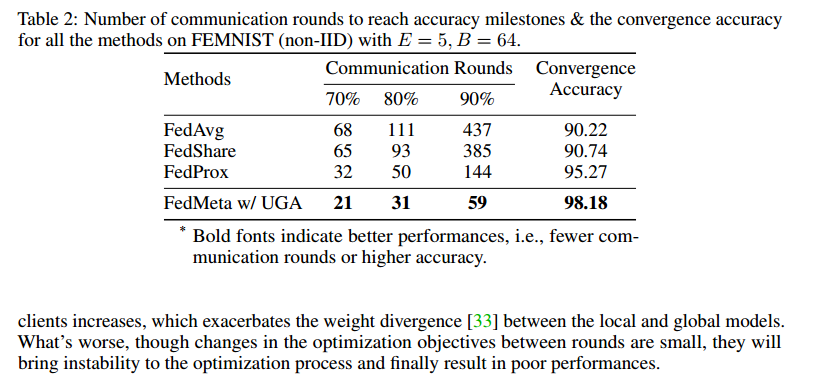 Table 2: Number of communication rounds to reach accuracy milestones & the convergence accuracy
for all the methods on FEMNIST (non-IID) with E = 5, B = 64.
Methods Communication Rounds Convergence Accuracy
70% 80% 90%
FedAvg 68 111 437 90.22
FedShare 65 93 385 90.74
FedProx 32 50 144 95.27
FedMeta w/ UGA 21 31 59 98.18
* Bold fonts indicate better performances, i.e., fewer com-
munication rounds or higher accuracy.
clients increases, which exacerbates the weight divergence [33] between the local and global models.
What's worse, though changes in the optimization objectives between rounds are small, they will
bring instability to the optimization process and finally result in poor performances.